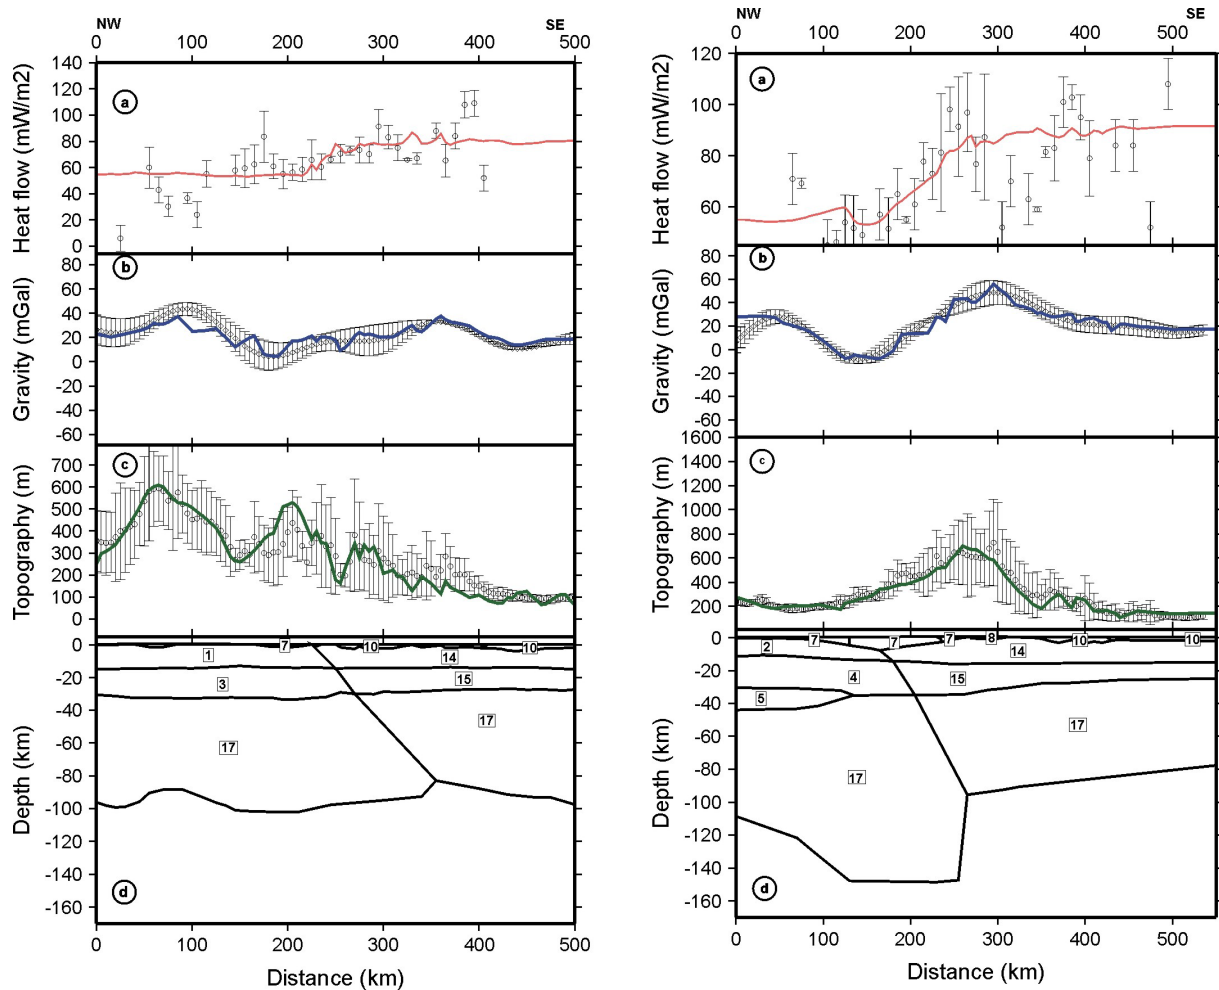 NW SE
0 100 200 300 400 500
140
120
100
80
60
40
20
0
Heat flow (mW/m2)
a
80
60
40
20
0
-20
-40
-60
Gravity (mGal)
b
700
600
500
400
300
200
100
0
Topography (m)
c
0
-20
-40
-60
-80
-100
-120
-140
-160
Depth (km)
1 7 10 14 10
3 15
17 17
d
0 100 200 300 400 500
Distance (km)
NW SE
0 100 200 300 400 500
120
100
80
60
Heat flow (mW/m2)
a
80
60
40
20
0
-20
-40
-60
Gravity (mGal)
b
1600
1400
1200
1000
800
600
400
200
Topography (m)
c
0
-20
-40
-60
-80
-100
-120
-140
-160
Depth (km)
2 7 7 7 8 14 10 10
4 15
5
17 17
d
0 100 200 300 400 500
Distance (km)